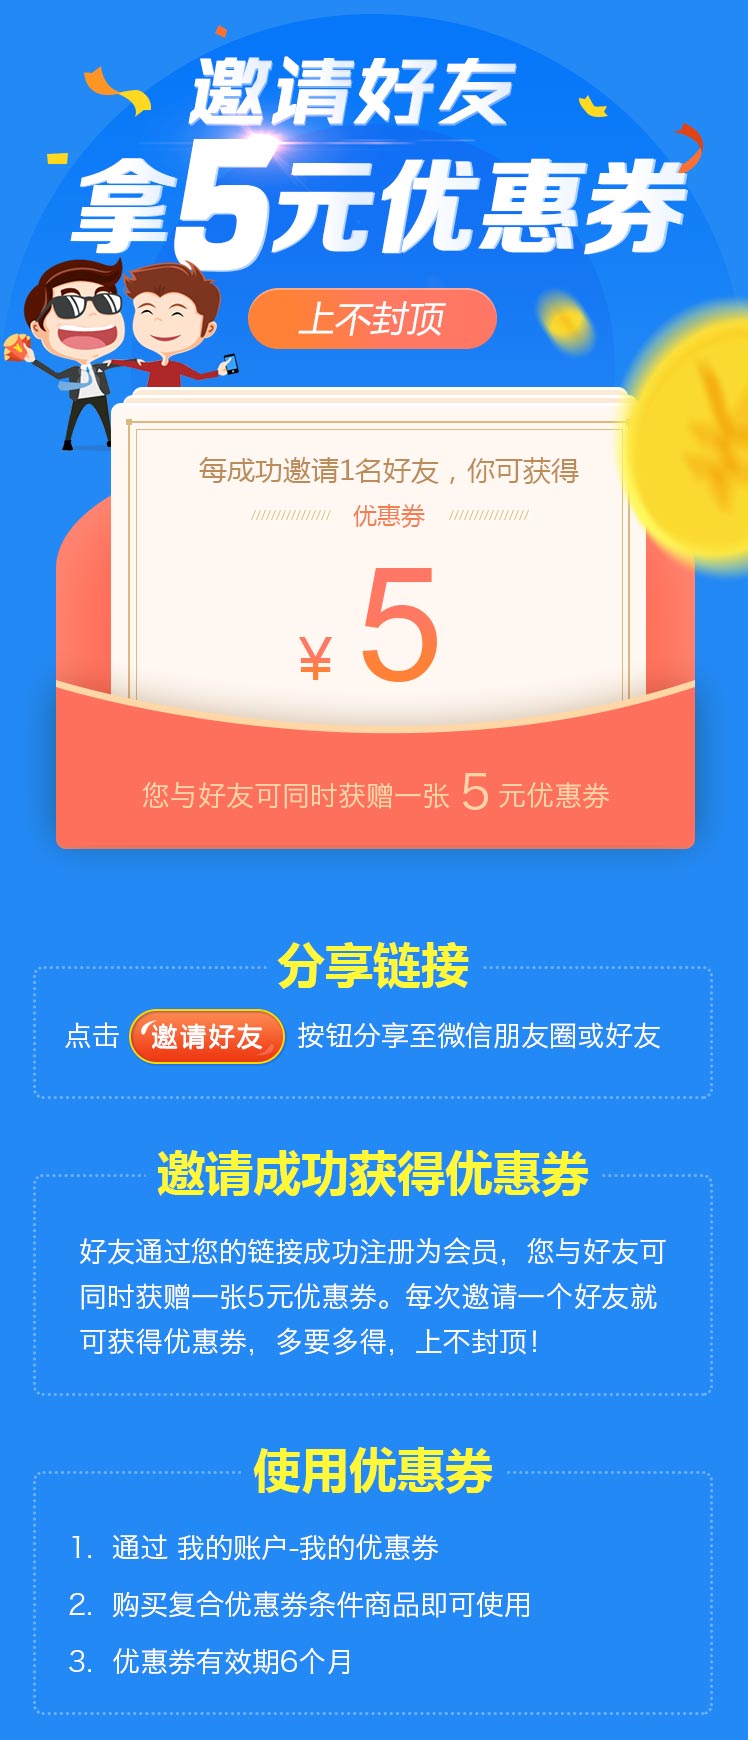 邀请好友
拿5元优惠券
上不封顶
每成功邀请1名好友，你可获得
优惠券
¥ 5
您与好友可同时获赠一张 5 元优惠券
分享链接
点击 邀请好友 按钮分享至微信朋友圈或好友
邀请成功获得优惠券
好友通过您的链接成功注册为会员，您与好友可
同时获赠一张5元优惠券。每次邀请一个好友就
可获得优惠券，多要多得，上不封顶！
使用优惠券
1. 通过 我的账户-我的优惠券
2. 购买复合优惠券条件商品即可使用
3. 优惠券有效期6个月